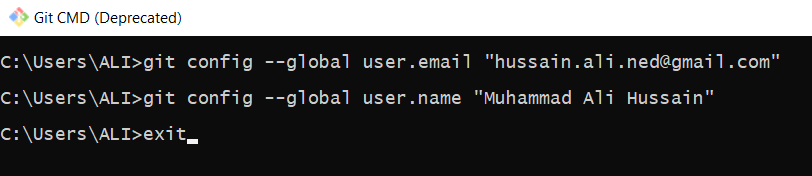 Git CMD (Deprecated)
C:\Users\ALI>git config --global user.email "hussain.ali.ned@gmail.com"
C:\Users\ALI>git config --global user.name "Muhammad Ali Hussain"
C:\Users\ALI>exit